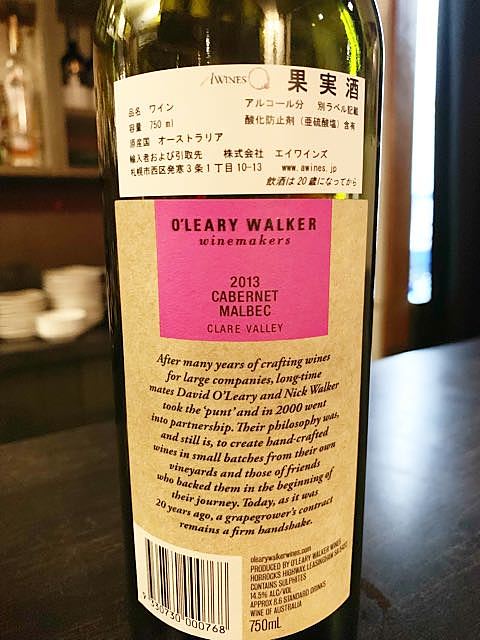 AWINES 果実酒
品名 ワイン アルコール分 別ラベル記載
容量 750 ml 酸化防止剤（亜硫酸塩）含有
原産国 オーストラリア
輸入者および引取先 株式会社 エイワインズ
札幌市西区発寒3条1丁目10-13 www.awines.jp
飲酒は20歳になってから
O'LEARY WALKER
winemakers
2013
CABERNET
MALBEC
CLARE VALLEY
After many years of crafting wines
for large companies, long-time
mates David O'Leary and Nick Walker
took the 'punt' and in 2000 went
into partnership. Their philosophy was,
and still is, to create hand-crafted
wines in small batches from their own
vineyards and those of friends
who backed them in the beginning of
their journey. Today, as it was
20 years ago, a grapegrower's contract
remains a firm handshake.
olearywalkerwines.com
PRODUCED BY O'LEARY WALKER WINES
HORROCKS HIGHWAY, LEASINGHAM SA 5452
CONTAINS SULPHITES
14.5% ALC/VOL
APPROX 8.6 STANDARD DRINKS
WINE OF AUSTRALIA
750mL
9 330730 000768